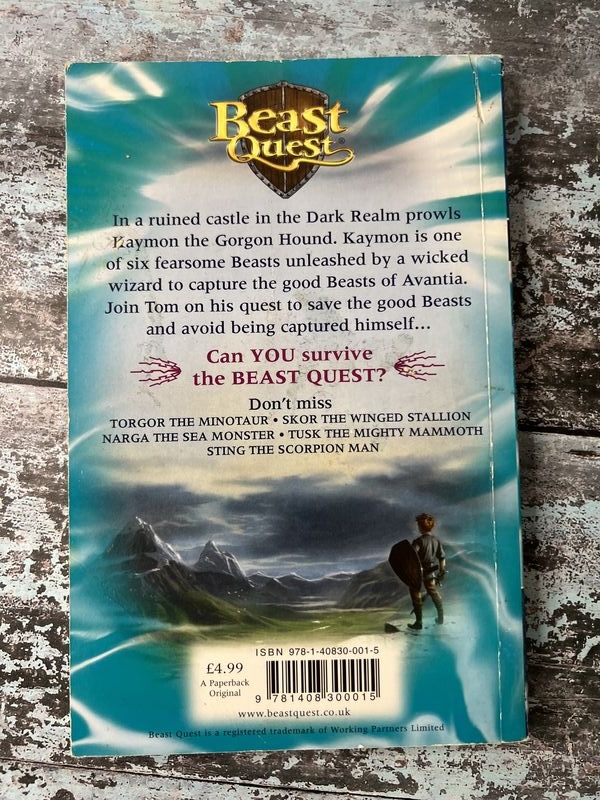 Beast
Quest®
In a ruined castle in the Dark Realm prowls
Kaymon the Gorgon Hound. Kaymon is one
of six fearsome Beasts unleashed by a wicked
wizard to capture the good Beasts of Avantia.
Join Tom on his quest to save the good Beasts
and avoid being captured himself...
Can YOU survive
the BEAST QUEST?
Don't miss
TORGOR THE MINOTAUR • SKOR THE WINGED STALLION
NARGA THE SEA MONSTER • TUSK THE MIGHTY MAMMOTH
STING THE SCORPION MAN
ISBN 978-1-40830-001-5
£4.99
A Paperback
Original
9 781408 300015
www.beastquest.co.uk
Beast Quest is a registered trademark of Working Partners Limited